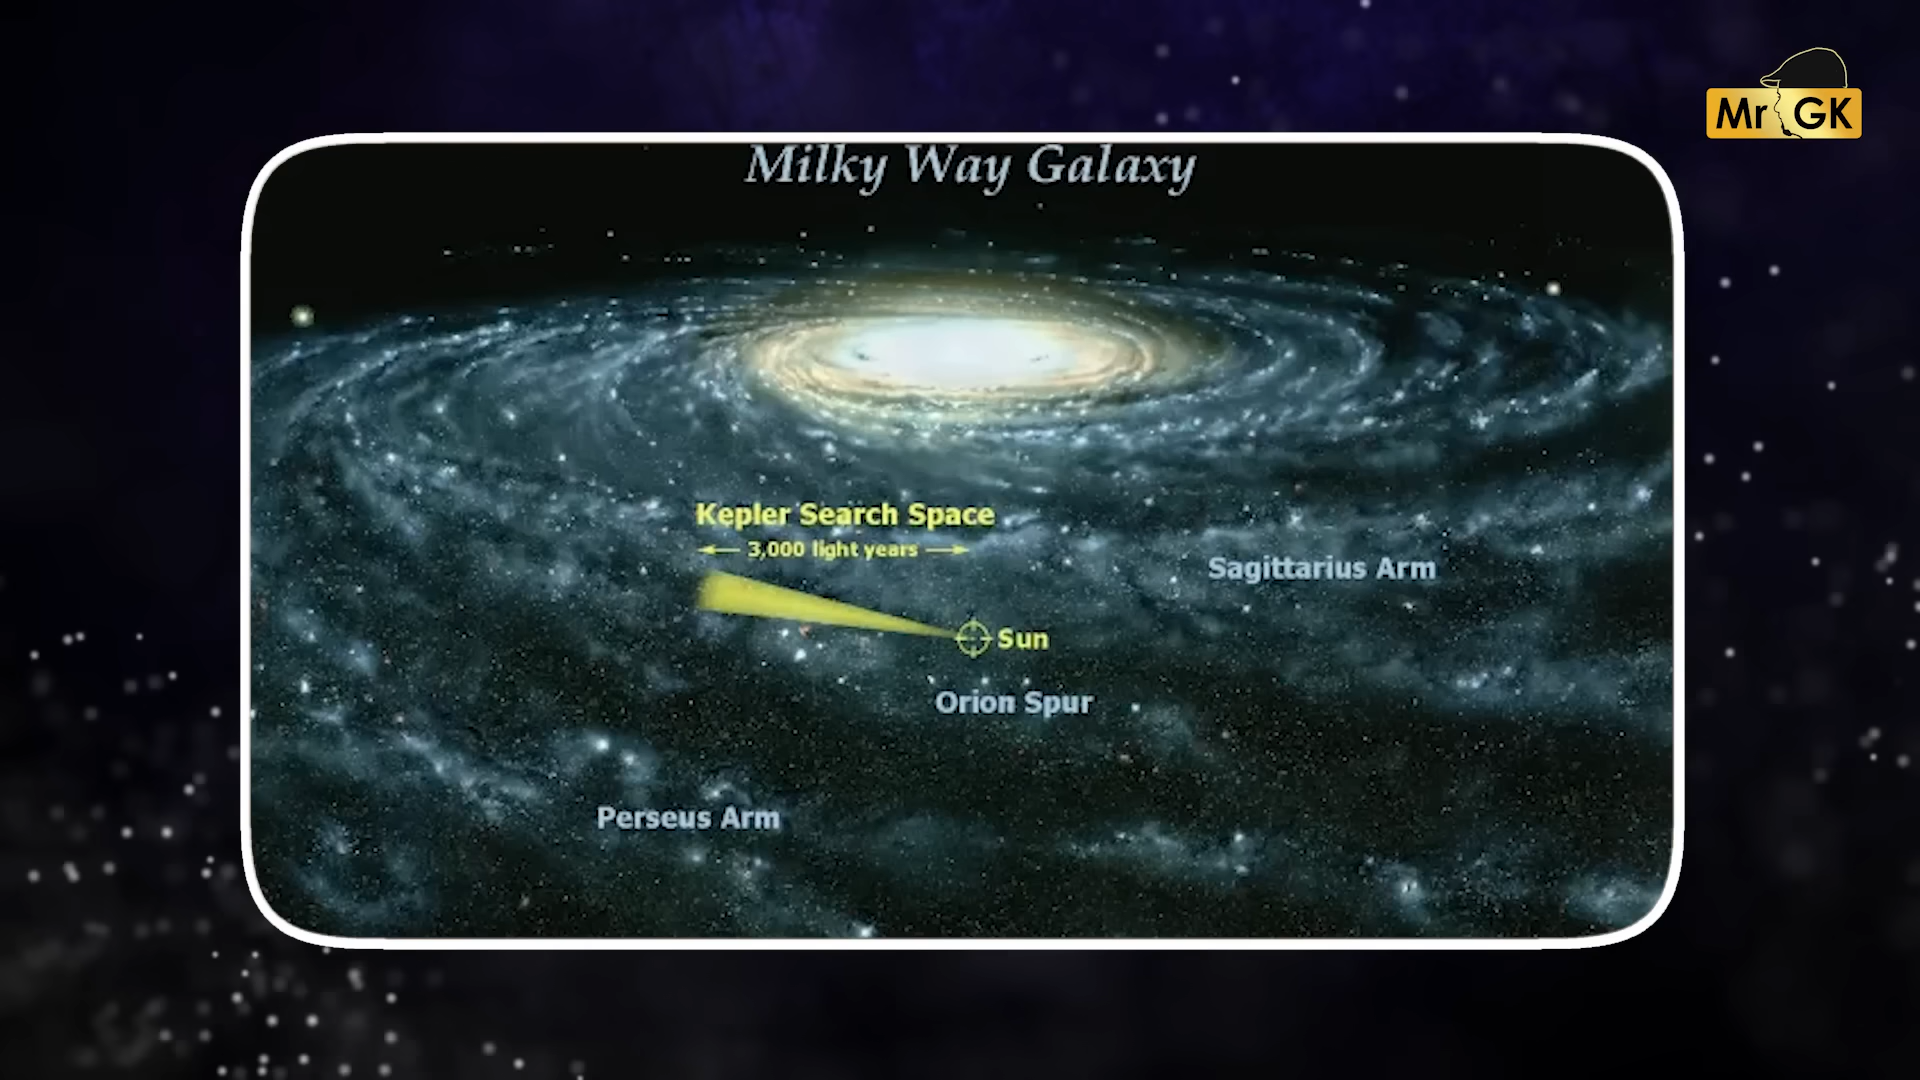 Mr GK
Milky Way Galaxy
Kepler Search Space
3,000 light years
Sagittarius Arm
Sun
Orion Spur
Perseus Arm